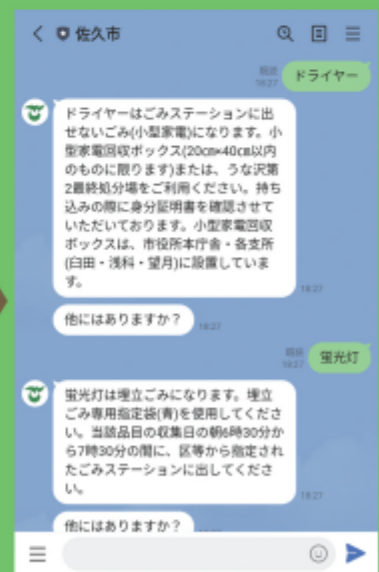 佐久市
既読
18:27
ドライヤー
ドライヤーはごみステーションに出
せないごみ(小型家電)になります。小
型家電回収ボックス(20cm×40cm以内
のものに限ります)または、うな沢第
2最終処分場をご利用ください。持ち
込みの際に身分証明書を確認させて
いただいております。小型家電回収
ボックスは、市役所本庁舎・各支所
(臼田・浅科・望月)に設置していま
す。
18:27
他にはありますか？
18:27
既読
18:27
蛍光灯
蛍光灯は埋立ごみになります。埋立
ごみ専用指定袋(青)を使用してくださ
い。当該品目の収集日の朝6時30分か
ら7時30分の間に、区等から指定され
たごみステーションに出してくださ
い。
18:27
他にはありますか？